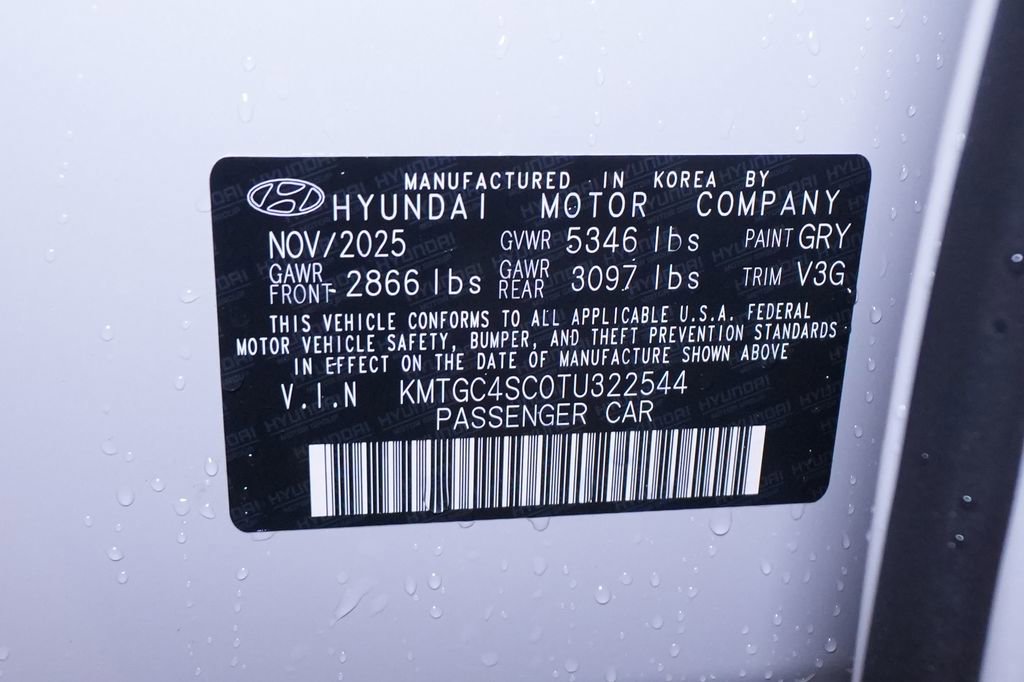 MANUFACTURED IN KOREA BY
HYUNDAI MOTOR COMPANY
NOV/2025 GVWR 5346 lbs PAINT GRY
GAWR FRONT 2866 lbs GAWR REAR 3097 lbs TRIM V3G
THIS VEHICLE CONFORMS TO ALL APPLICABLE U.S.A. FEDERAL
MOTOR VEHICLE SAFETY, BUMPER, AND THEFT PREVENTION STANDARDS
IN EFFECT ON THE DATE OF MANUFACTURE SHOWN ABOVE
V.I.N KMTGC4SC0TU322544
PASSENGER CAR